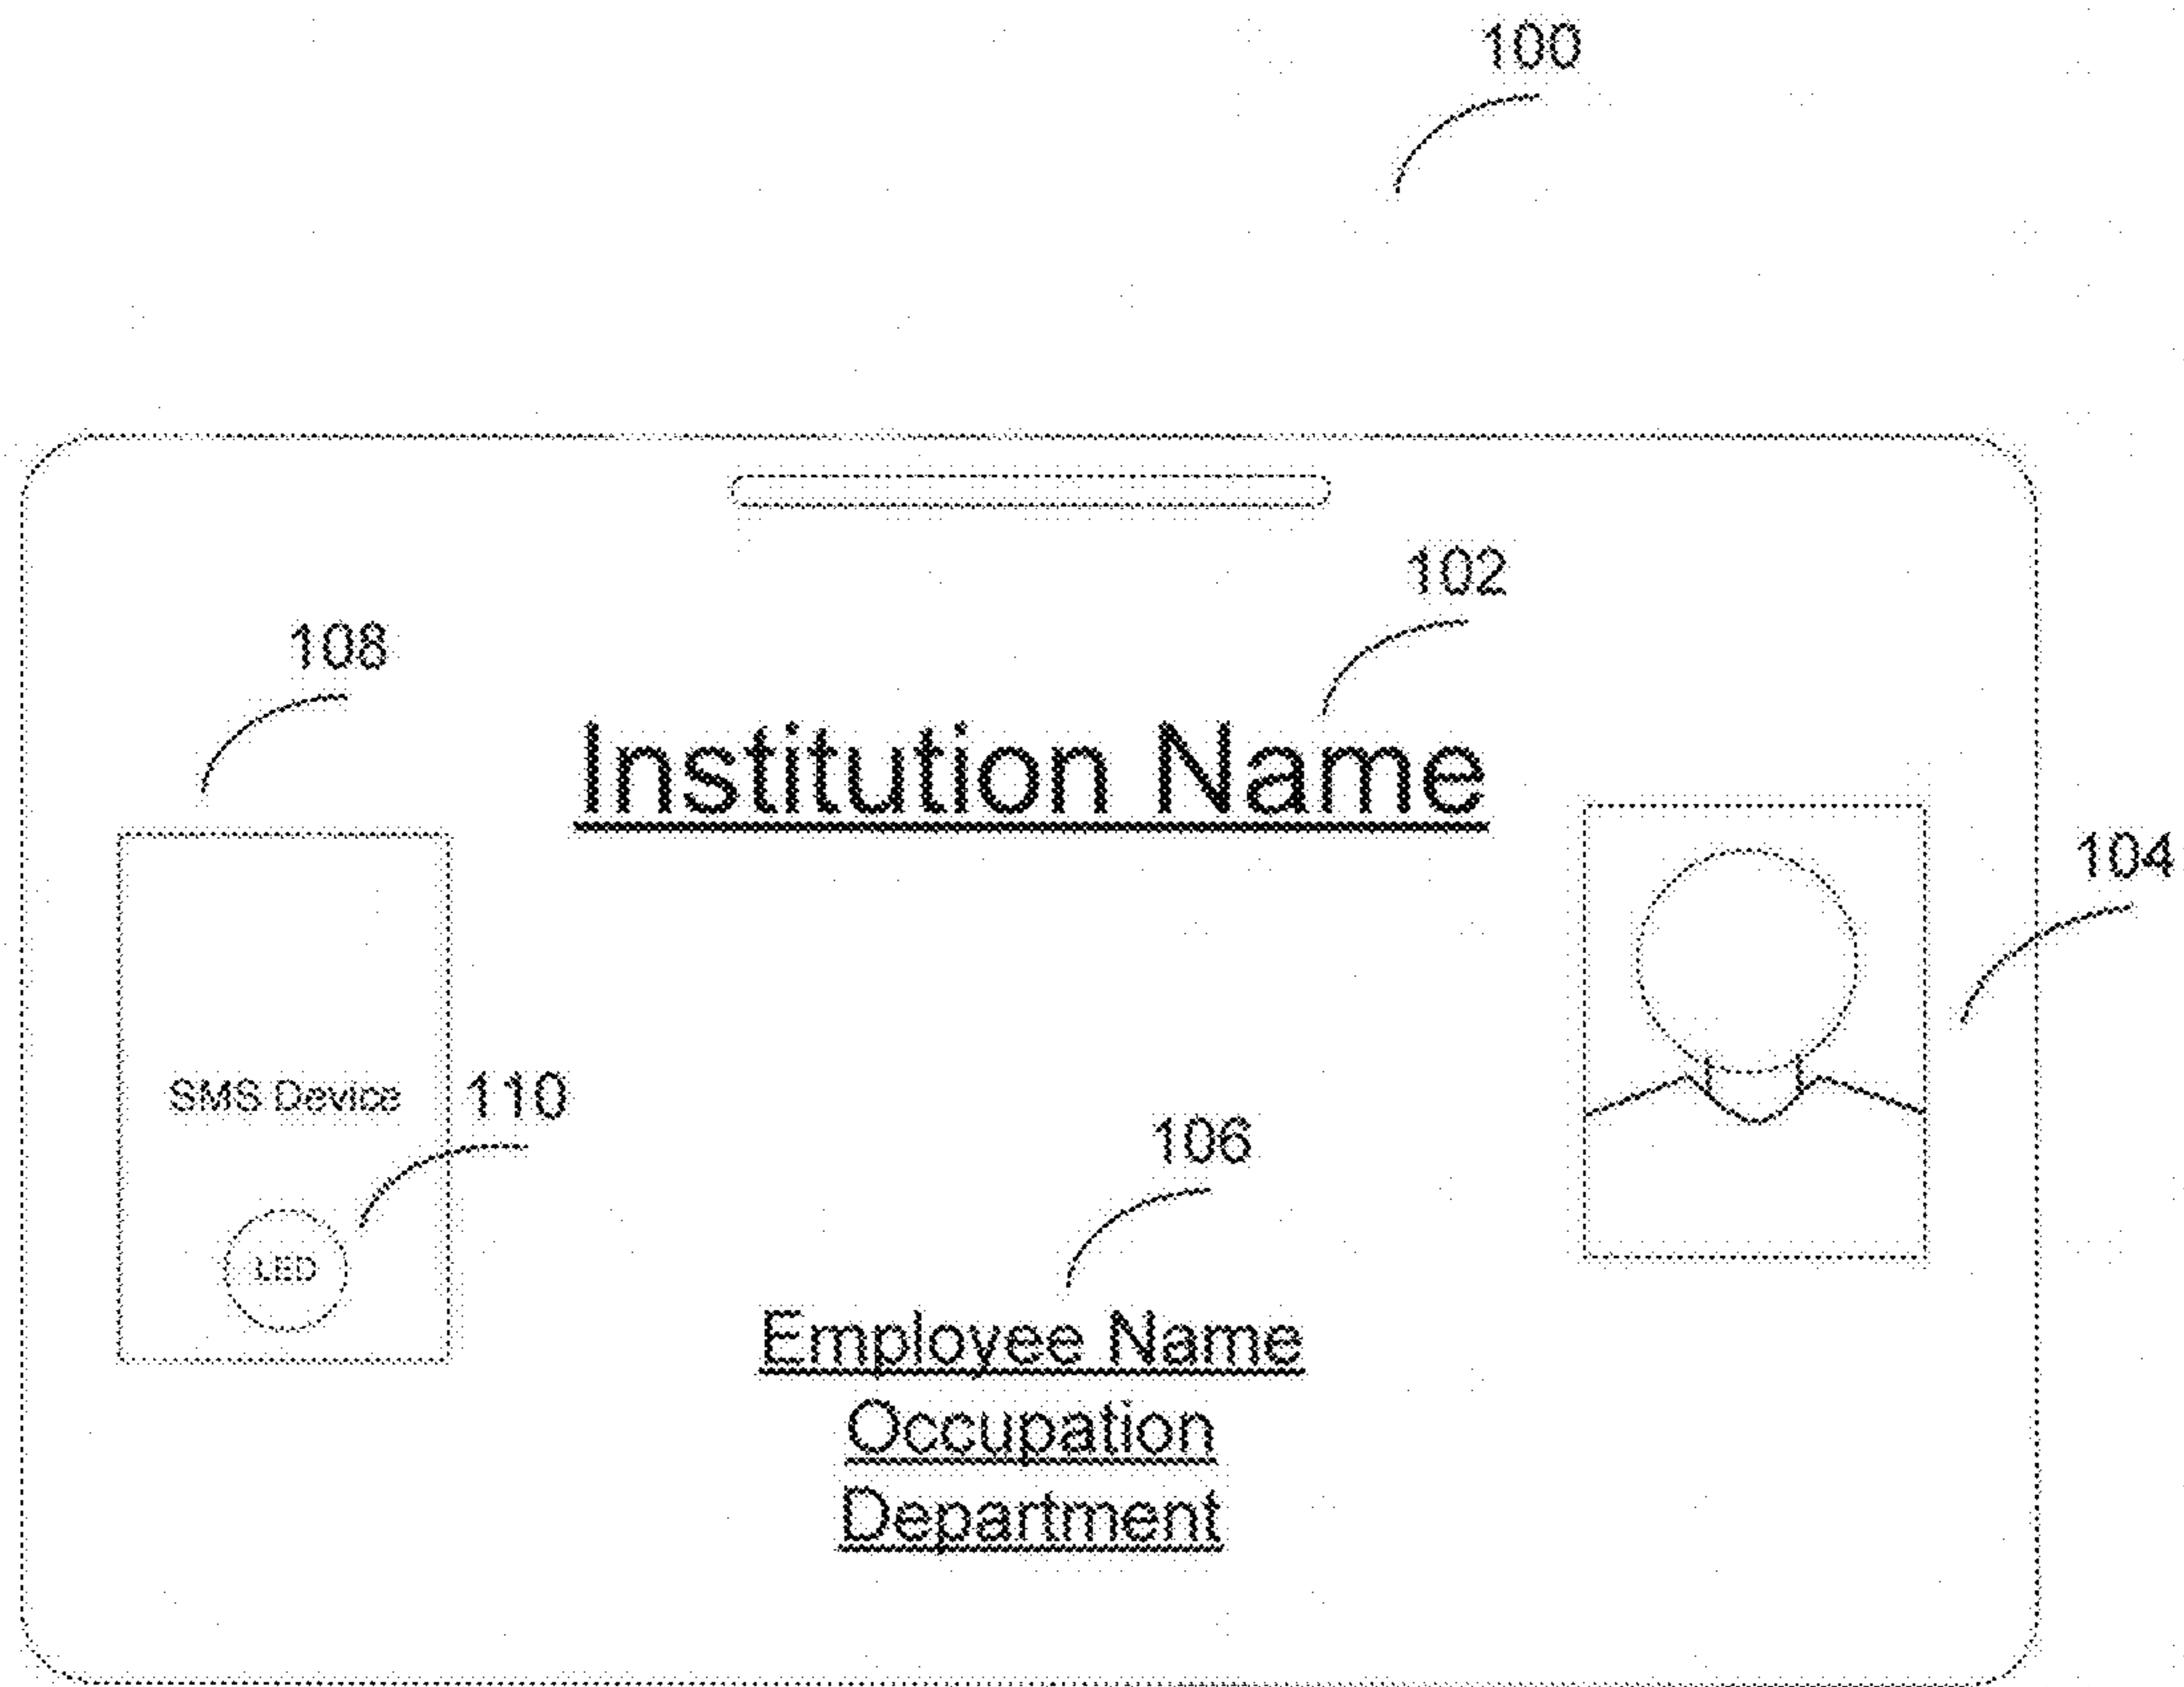 100
102
108
Institution Name
104
SMS Device
110
106
LED
Employee Name
Occupation
Department